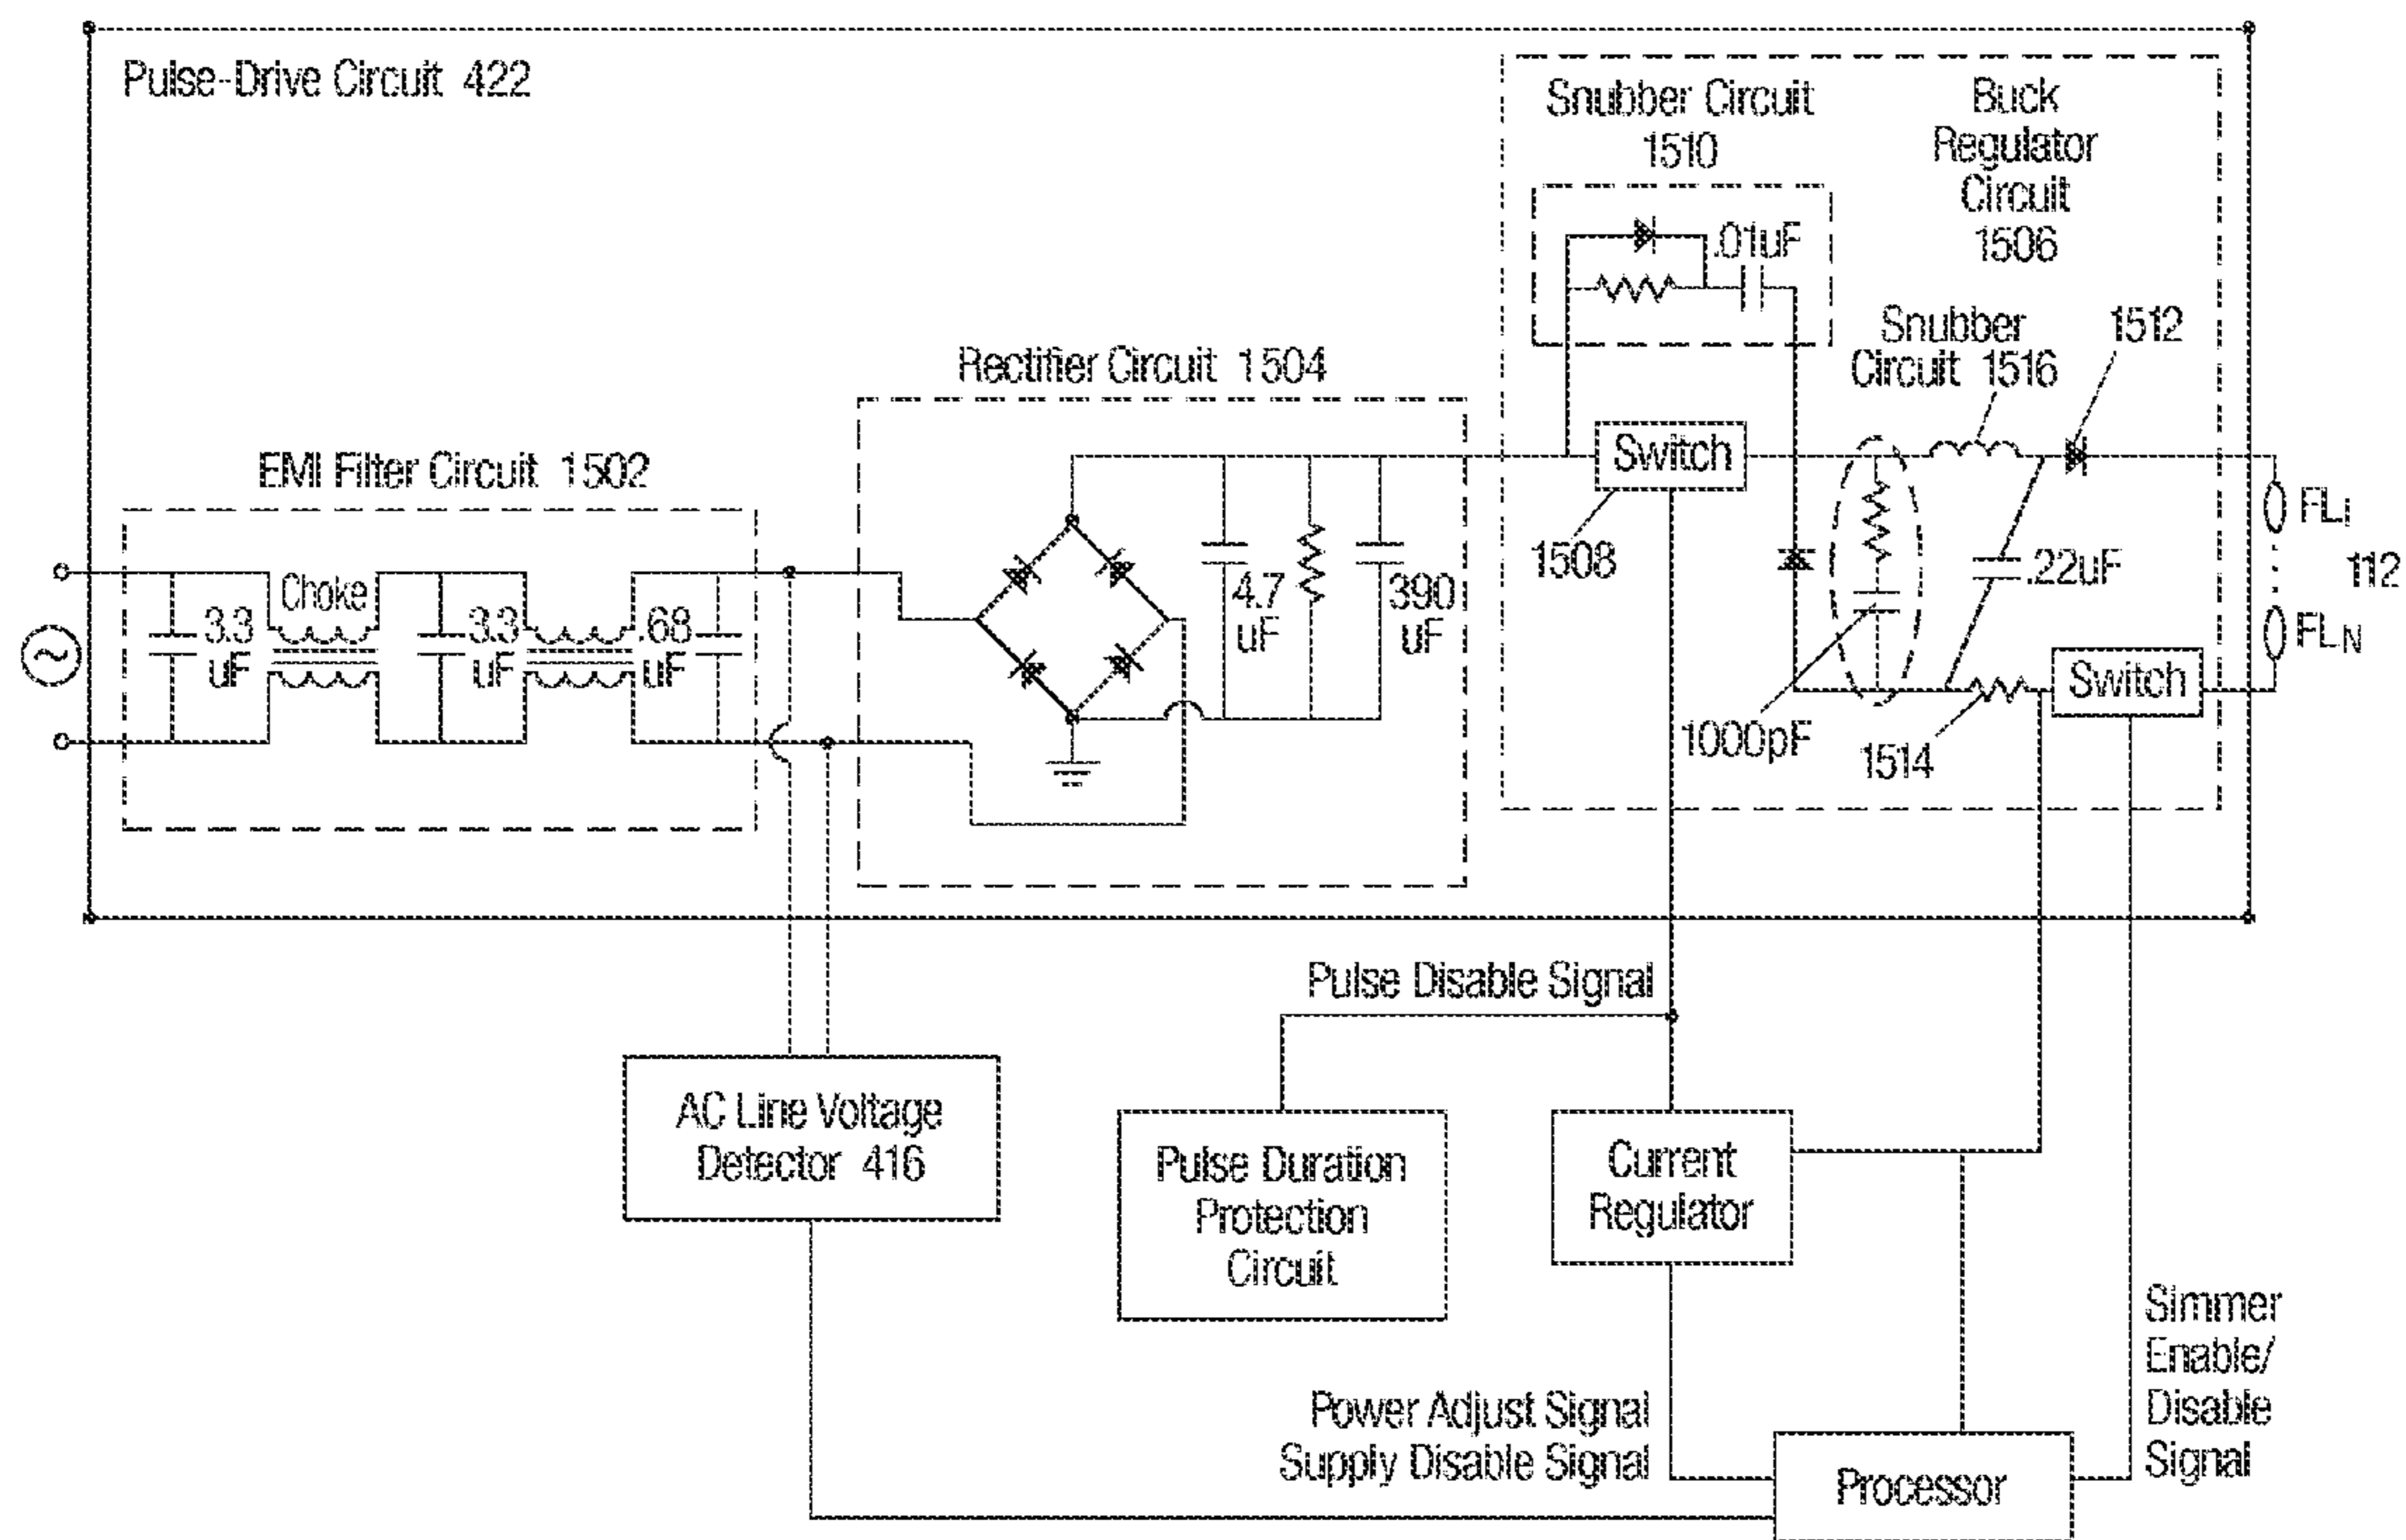 Pulse-Drive Circuit 422
Snubber Circuit
1510
Buck
Regulator
Circuit
1506
.01uF
Snubber
Circuit 1516
1512
Rectifier Circuit 1504
EMI Filter Circuit 1502
Switch
1508
FL1
112
FLN
Choke
3.3
uF
3.3
uF
.68
uF
4.7
uF
390
uF
.22uF
Switch
1000pF
1514
Pulse Disable Signal
AC Line Voltage
Detector 416
Pulse Duration
Protection
Circuit
Current
Regulator
Simmer
Enable/
Disable
Signal
Power Adjust Signal
Supply Disable Signal
Processor